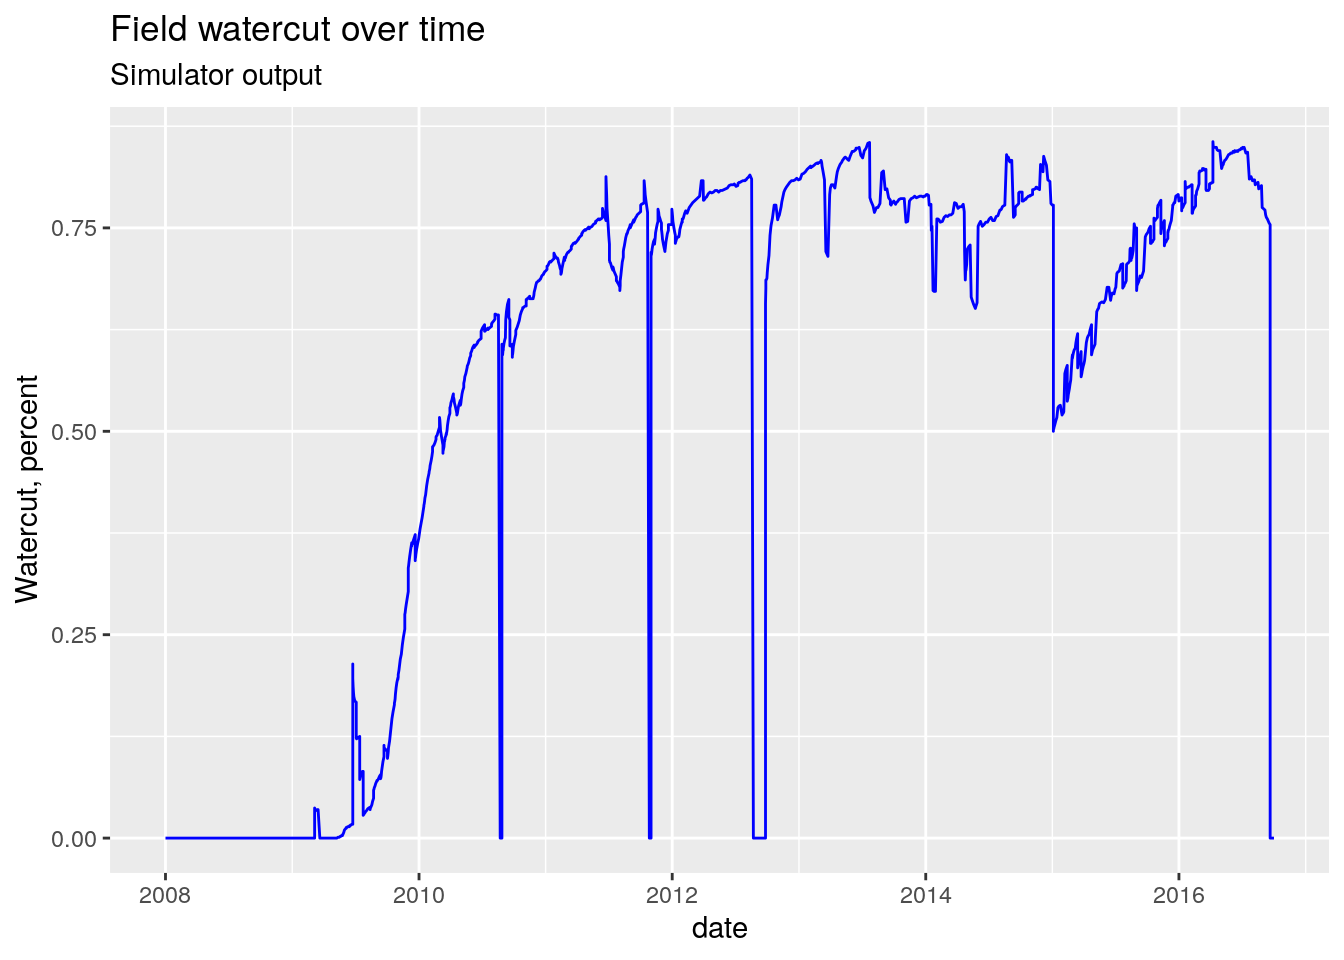 Field watercut over time
Simulator output
Watercut, percent
0.75
0.50
0.25
0.00
2008 2010 2012 2014 2016
date